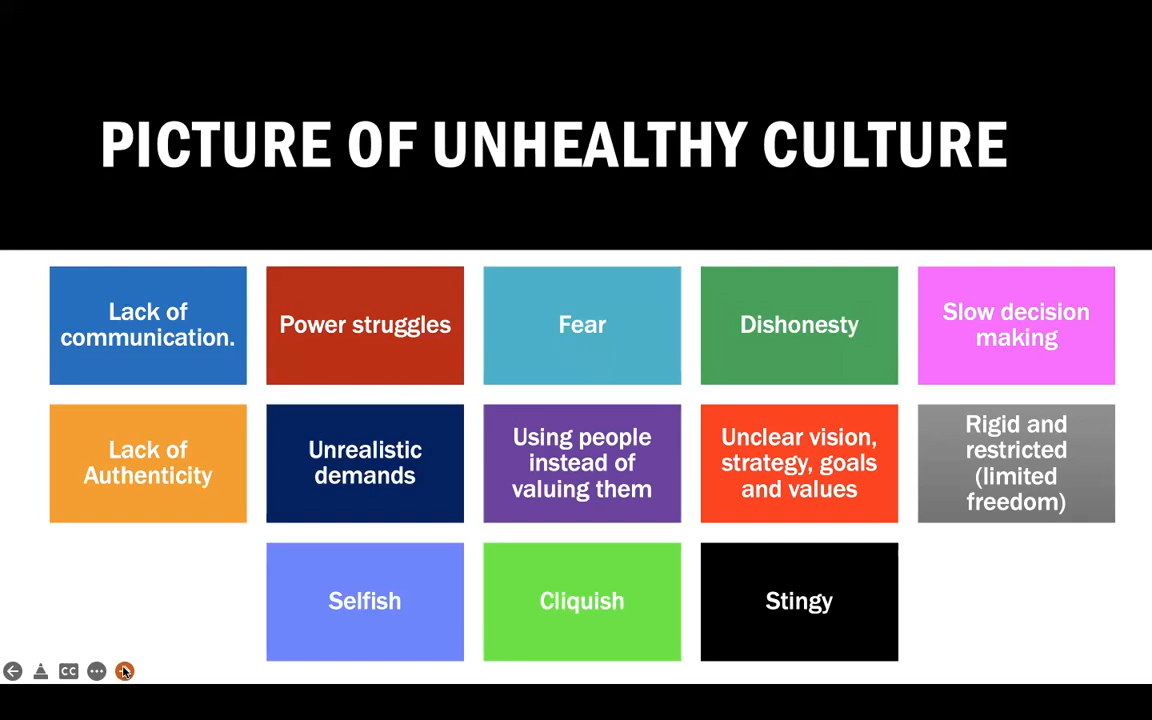 PICTURE OF UNHEALTHY CULTURE
Lack of
communication.
Power struggles
Fear
Dishonesty
Slow decision
making
Lack of
Authenticity
Unrealistic
demands
Using people
instead of
valuing them
Unclear vision,
strategy, goals
and values
Rigid and
restricted
(limited
freedom)
Selfish
Cliquish
Stingy
CC